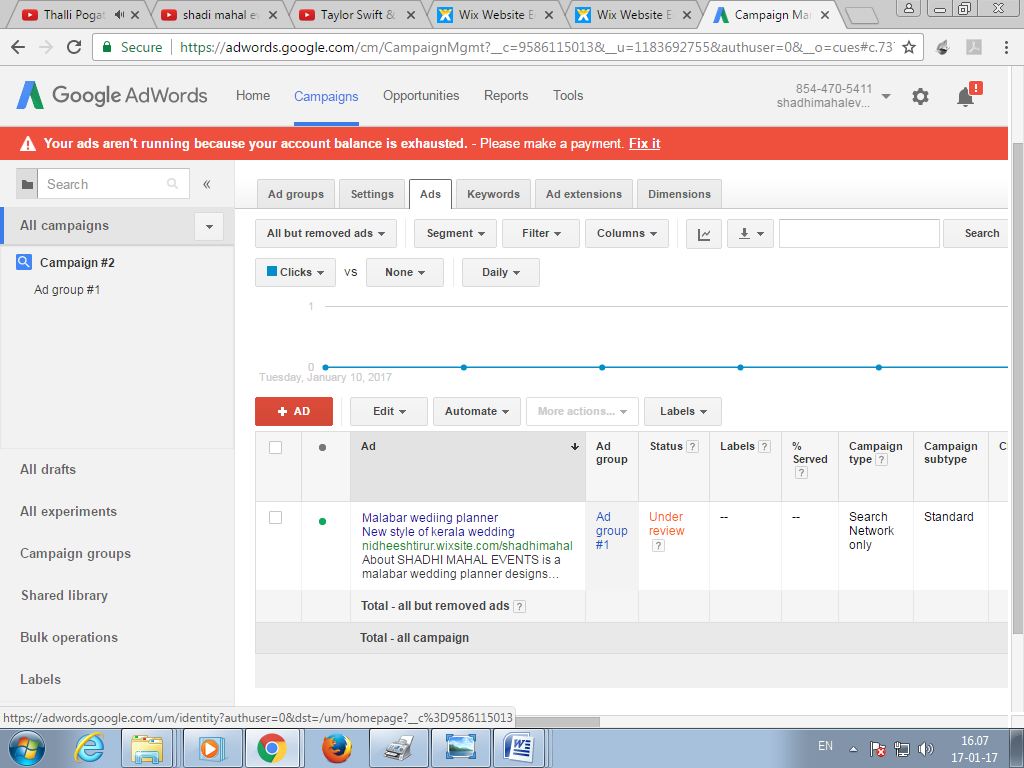 Thalli Pogat
shadi mahal ev
Taylor Swift &
Wix Website E
Wix Website E
Campaign Ma
Secure
https://adwords.google.com/cm/CampaignMgmt?__c=9586115013&__u=1183692755&authuser=0&__o=cues#c.73
Google AdWords
Home
Campaigns
Opportunities
Reports
Tools
854-470-5411
shadhimahalev...
!
Your ads aren't running because your account balance is exhausted. - Please make a payment. Fix it
Search
«
All campaigns
Campaign #2
Ad group #1
All drafts
All experiments
Campaign groups
Shared library
Bulk operations
Labels
Ad groups
Settings
Ads
Keywords
Ad extensions
Dimensions
All but removed ads
Segment
Filter
Columns
Search
Clicks
VS
None
Daily
1
0
Tuesday, January 10, 2017
+ AD
Edit
Automate
More actions...
Labels
Ad
Ad group
Status ?
Labels ?
% Served ?
Campaign type ?
Campaign subtype
C
Malabar wediing planner
New style of kerala wedding
nidheeshtirur.wixsite.com/shadhimahal
About SHADHI MAHAL EVENTS is a
malabar wedding planner designs...
Ad group #1
Under review ?
--
--
Search Network only
Standard
Total - all but removed ads ?
Total - all campaign
https://adwords.google.com/um/identity?authuser=0&dst=/um/homepage?__c%3D9586115013
EN
16.07
17-01-17